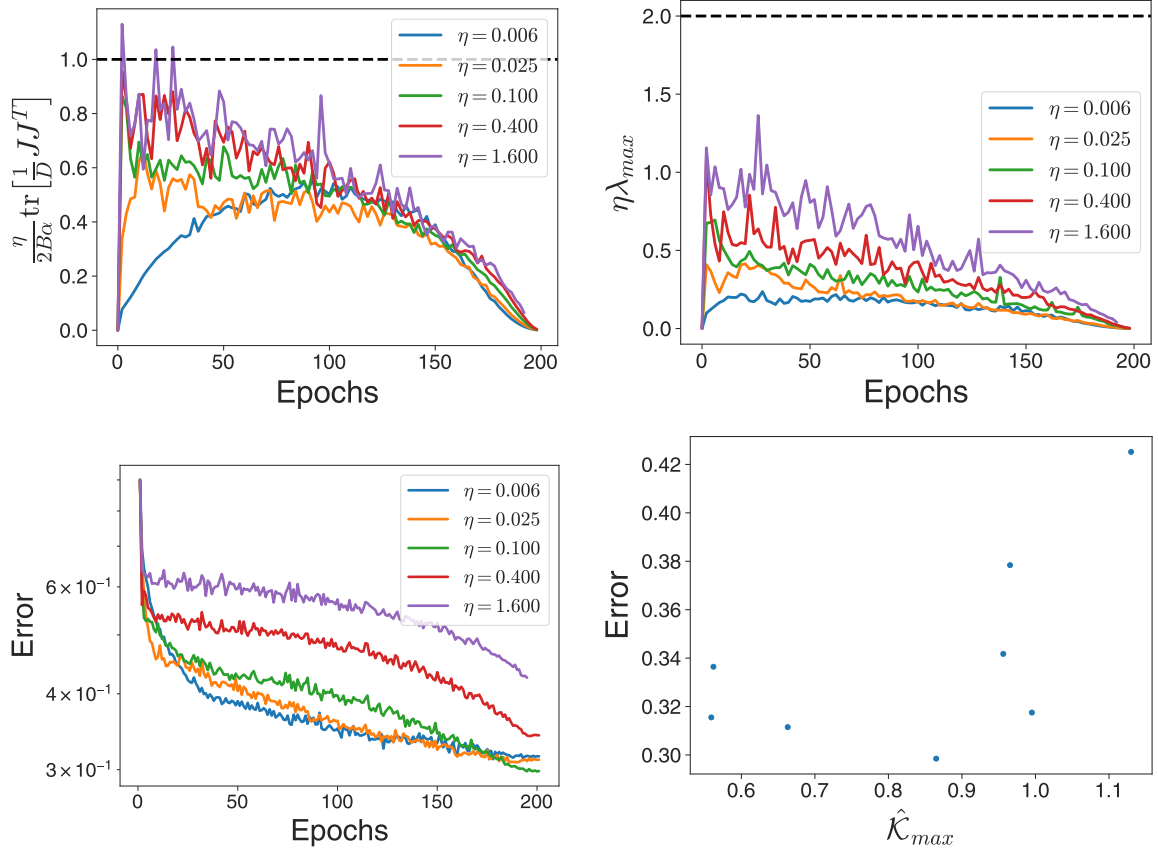 η/(2Bα) tr [1/D JJ^T]
1.0
0.8
0.6
0.4
0.2
0.0
η = 0.006
η = 0.025
η = 0.100
η = 0.400
η = 1.600
0 50 100 150 200
Epochs
ηλ_max
2.0
1.5
1.0
0.5
0.0
η = 0.006
η = 0.025
η = 0.100
η = 0.400
η = 1.600
0 50 100 150 200
Epochs
Error
6 × 10⁻¹
4 × 10⁻¹
3 × 10⁻¹
η = 0.006
η = 0.025
η = 0.100
η = 0.400
η = 1.600
0 50 100 150 200
Epochs
Error
0.42
0.40
0.38
0.36
0.34
0.32
0.30
0.6 0.7 0.8 0.9 1.0 1.1
𝒦̂_max